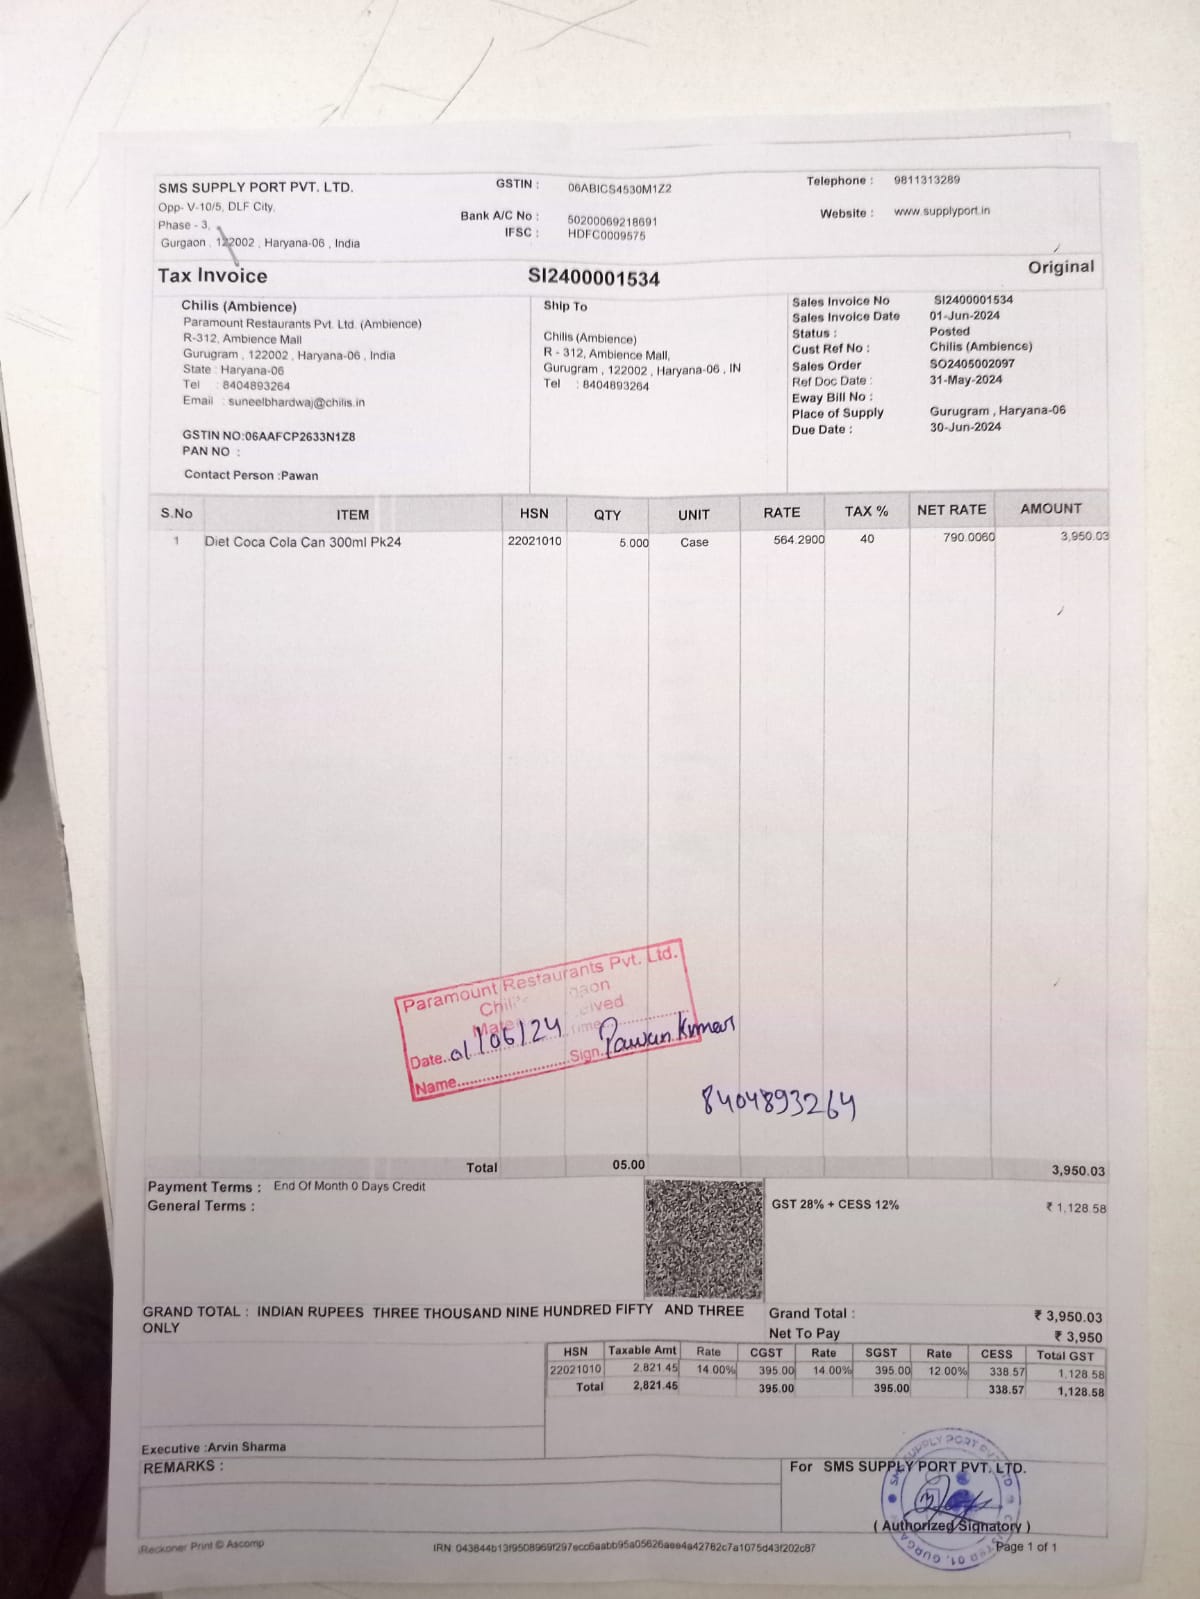 SMS SUPPLY PORT PVT. LTD.
Opp- V-10/5, DLF City,
Phase - 3,
Gurgaon , 122002 , Haryana-06 , India
GSTIN : 06ABICS4530M1Z2
Bank A/C No : 50200069218691
IFSC : HDFC0009575
Telephone : 9811313289
Website : www.supplyport.in
Tax Invoice
SI2400001534
Original
Chilis (Ambience)
Paramount Restaurants Pvt. Ltd. (Ambience)
R-312, Ambience Mall
Gurugram , 122002 , Haryana-06 , India
State : Haryana-06
Tel : 8404893264
Email : suneelbhardwaj@chilis.in
GSTIN NO:06AAFCP2633N1Z8
PAN NO :
Contact Person :Pawan
Ship To
Chilis (Ambience)
R - 312, Ambience Mall,
Gurugram , 122002 , Haryana-06 , IN
Tel : 8404893264
Sales Invoice No SI2400001534
Sales Invoice Date 01-Jun-2024
Status : Posted
Cust Ref No : Chilis (Ambience)
Sales Order SO2405002097
Ref Doc Date : 31-May-2024
Eway Bill No :
Place of Supply Gurugram , Haryana-06
Due Date : 30-Jun-2024
S.No ITEM HSN QTY UNIT RATE TAX % NET RATE AMOUNT
1 Diet Coca Cola Can 300ml Pk24 22021010 5.000 Case 564.2900 40 790.0060 3,950.03
Paramount Restaurants Pvt. Ltd.
Date..01/06/24 Sign..Pawan Kumar
Name
8404893264
Total 05.00 3,950.03
Payment Terms : End Of Month 0 Days Credit
General Terms :
GST 28% + CESS 12% ₹ 1,128.58
GRAND TOTAL : INDIAN RUPEES THREE THOUSAND NINE HUNDRED FIFTY AND THREE
ONLY
Grand Total : ₹ 3,950.03
Net To Pay ₹ 3,950
HSN Taxable Amt Rate CGST Rate SGST Rate CESS Total GST
22021010 2,821.45 14.00% 395.00 14.00% 395.00 12.00% 338.57 1,128.58
Total 2,821.45 395.00 395.00 338.57 1,128.58
Executive :Arvin Sharma
REMARKS :
For SMS SUPPLY PORT PVT. LTD.
( Authorized Signatory )
Reckoner Print © Ascomp
Page 1 of 1